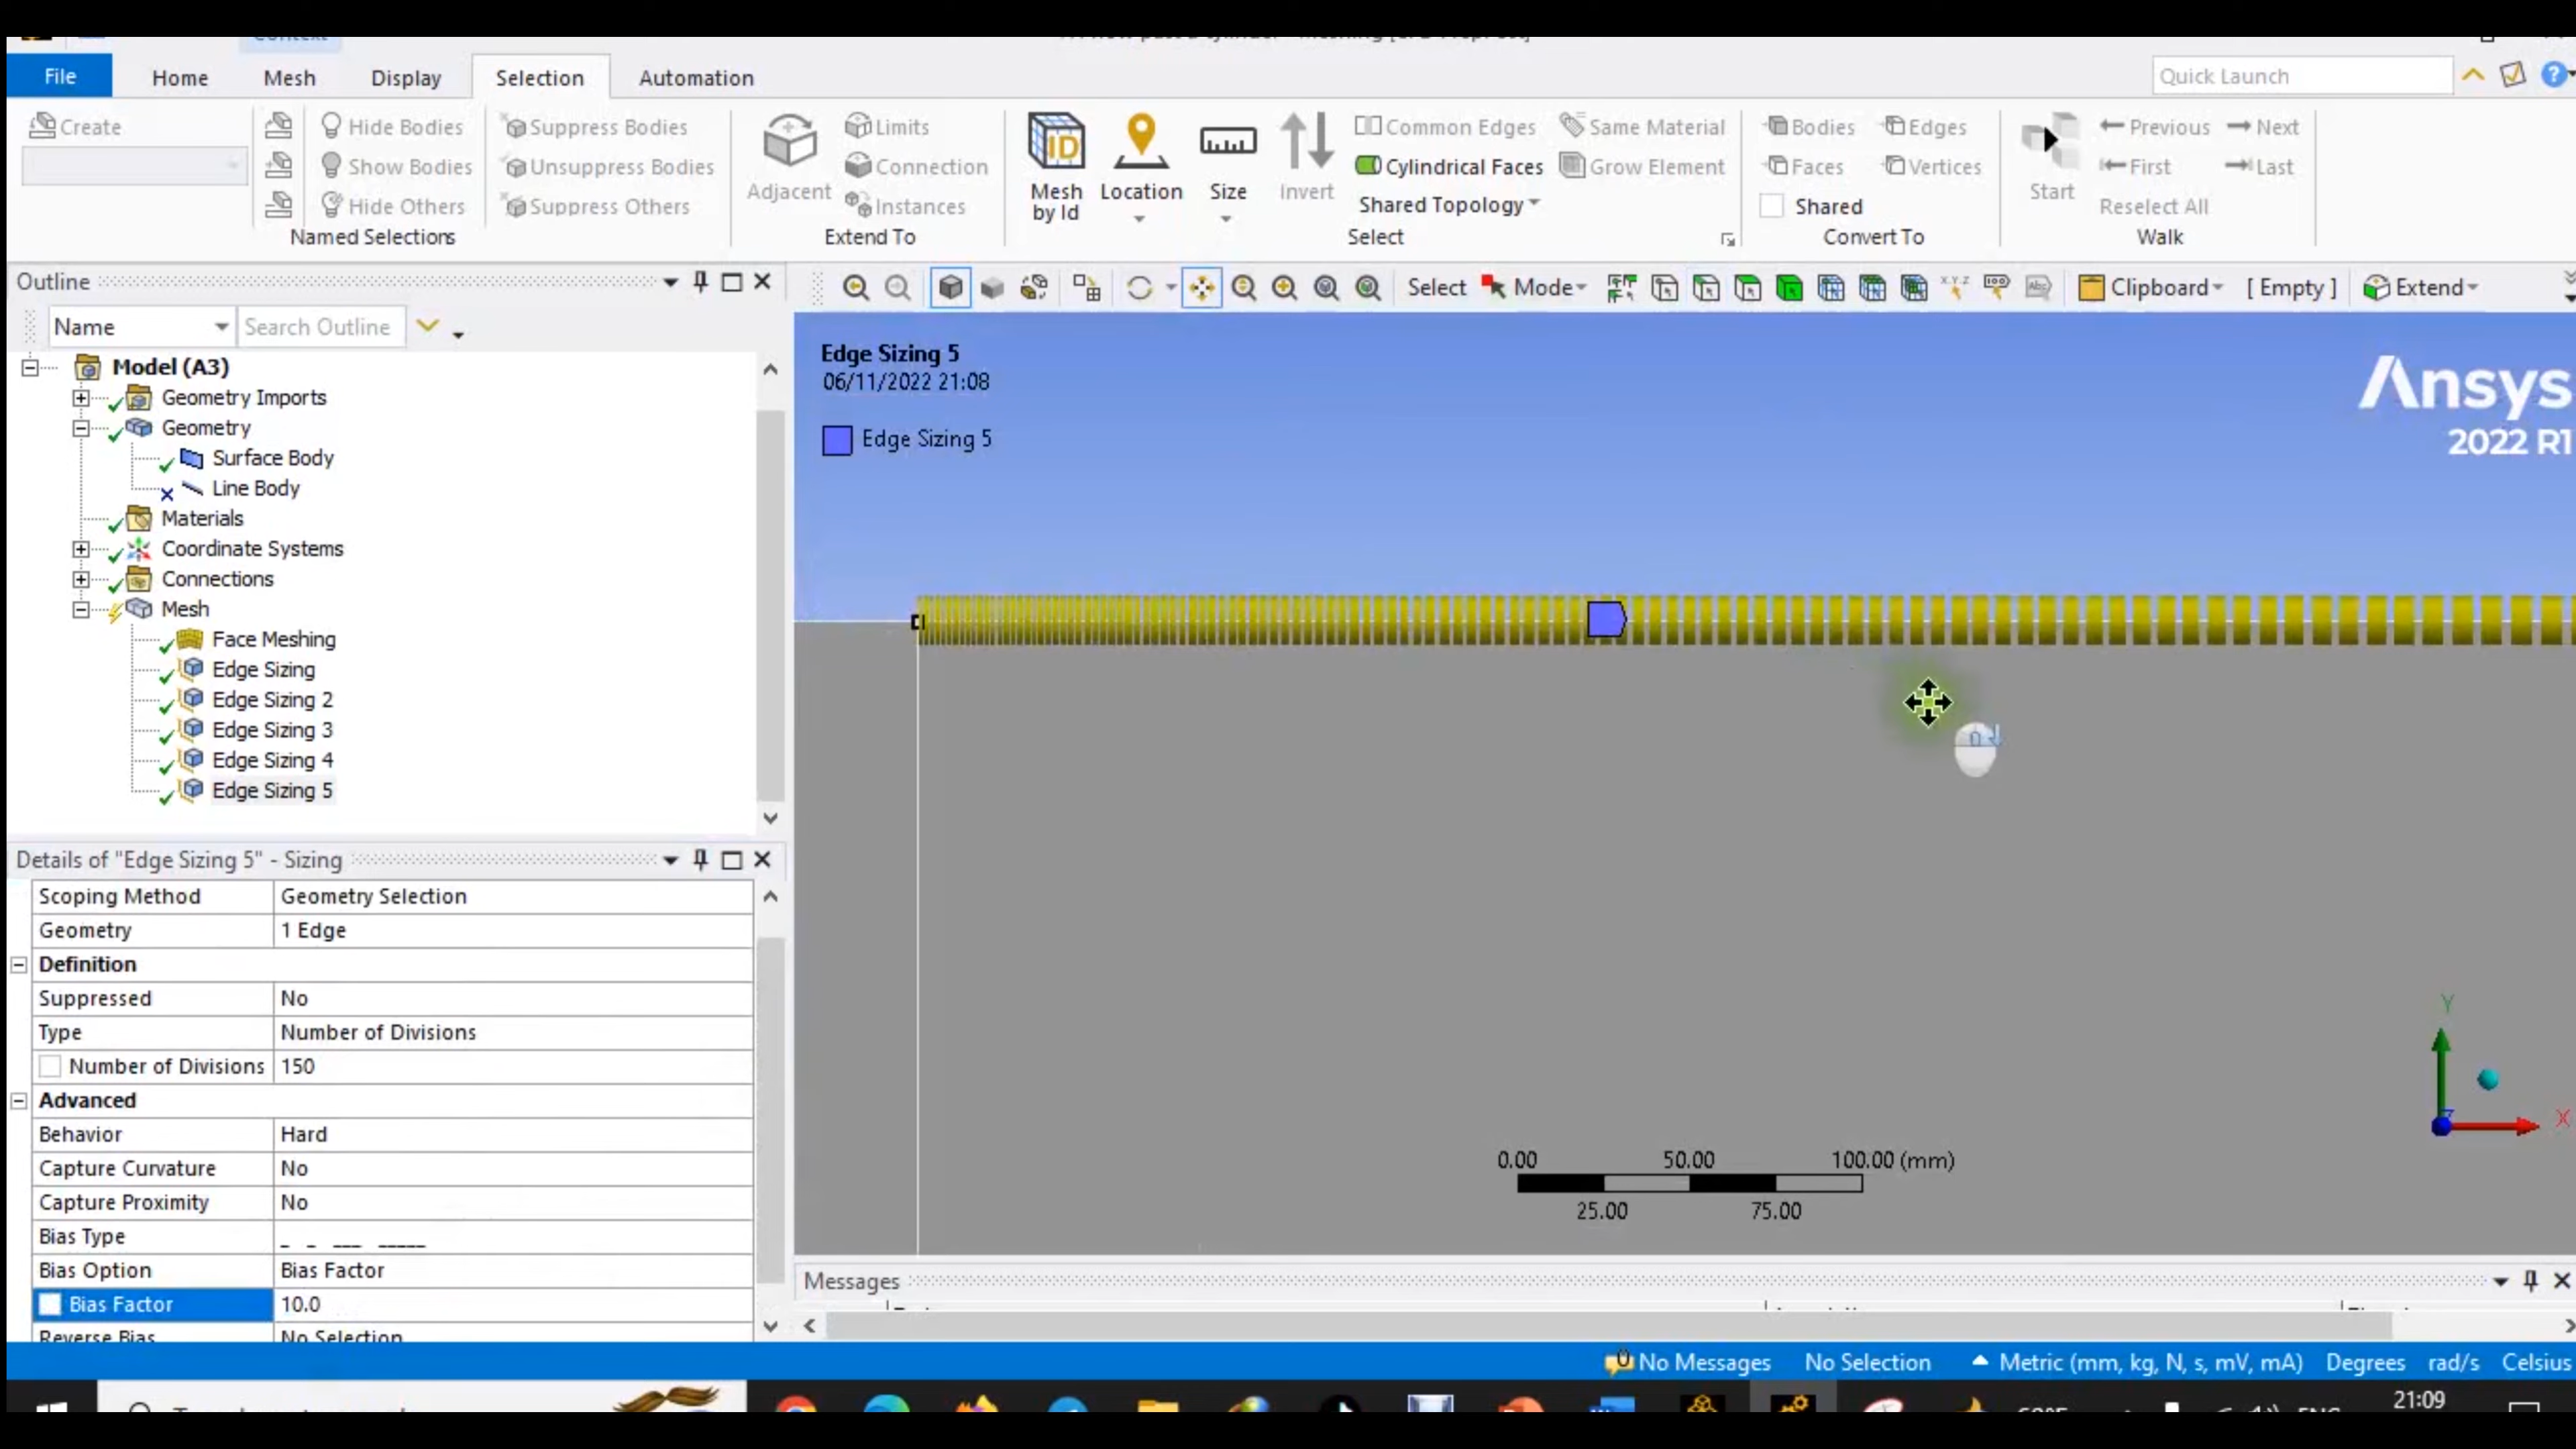 File Home Mesh Display Selection Automation Quick Launch
Create Hide Bodies Suppress Bodies Limits Common Edges Same Material Bodies Edges Previous Next
Show Bodies Unsuppress Bodies Connection Cylindrical Faces Grow Element Faces Vertices First Last
Adjacent Mesh by Id Location Size Invert Start
Hide Others Suppress Others Instances Shared Topology Shared Reselect All
Named Selections Extend To Select Convert To Walk
Outline Select Mode Clipboard [ Empty ] Extend
Name Search Outline
Model (A3)
Geometry Imports
Geometry
Surface Body
Line Body
Materials
Coordinate Systems
Connections
Mesh
Face Meshing
Edge Sizing
Edge Sizing 2
Edge Sizing 3
Edge Sizing 4
Edge Sizing 5
Edge Sizing 5
06/11/2022 21:08
Edge Sizing 5
Ansys
2022 R1
Y
X
0.00 50.00 100.00 (mm)
25.00 75.00
Details of "Edge Sizing 5" - Sizing
Scoping Method Geometry Selection
Geometry 1 Edge
Definition
Suppressed No
Type Number of Divisions
Number of Divisions 150
Advanced
Behavior Hard
Capture Curvature No
Capture Proximity No
Bias Type
Bias Option Bias Factor
Bias Factor 10.0
Reverse Bias No Selection
Messages
No Messages No Selection Metric (mm, kg, N, s, mV, mA) Degrees rad/s Celsius
21:09